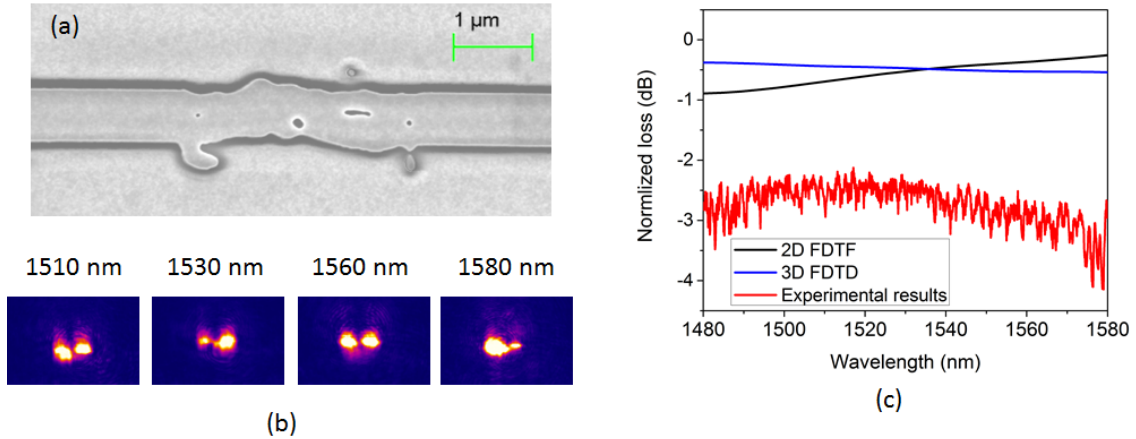 (a)
1 µm
1510 nm 1530 nm 1560 nm 1580 nm
(b)
Normlized loss (dB)
0
-1
-2
-3
-4
2D FDTF
3D FDTD
Experimental results
1480 1500 1520 1540 1560 1580
Wavelength (nm)
(c)